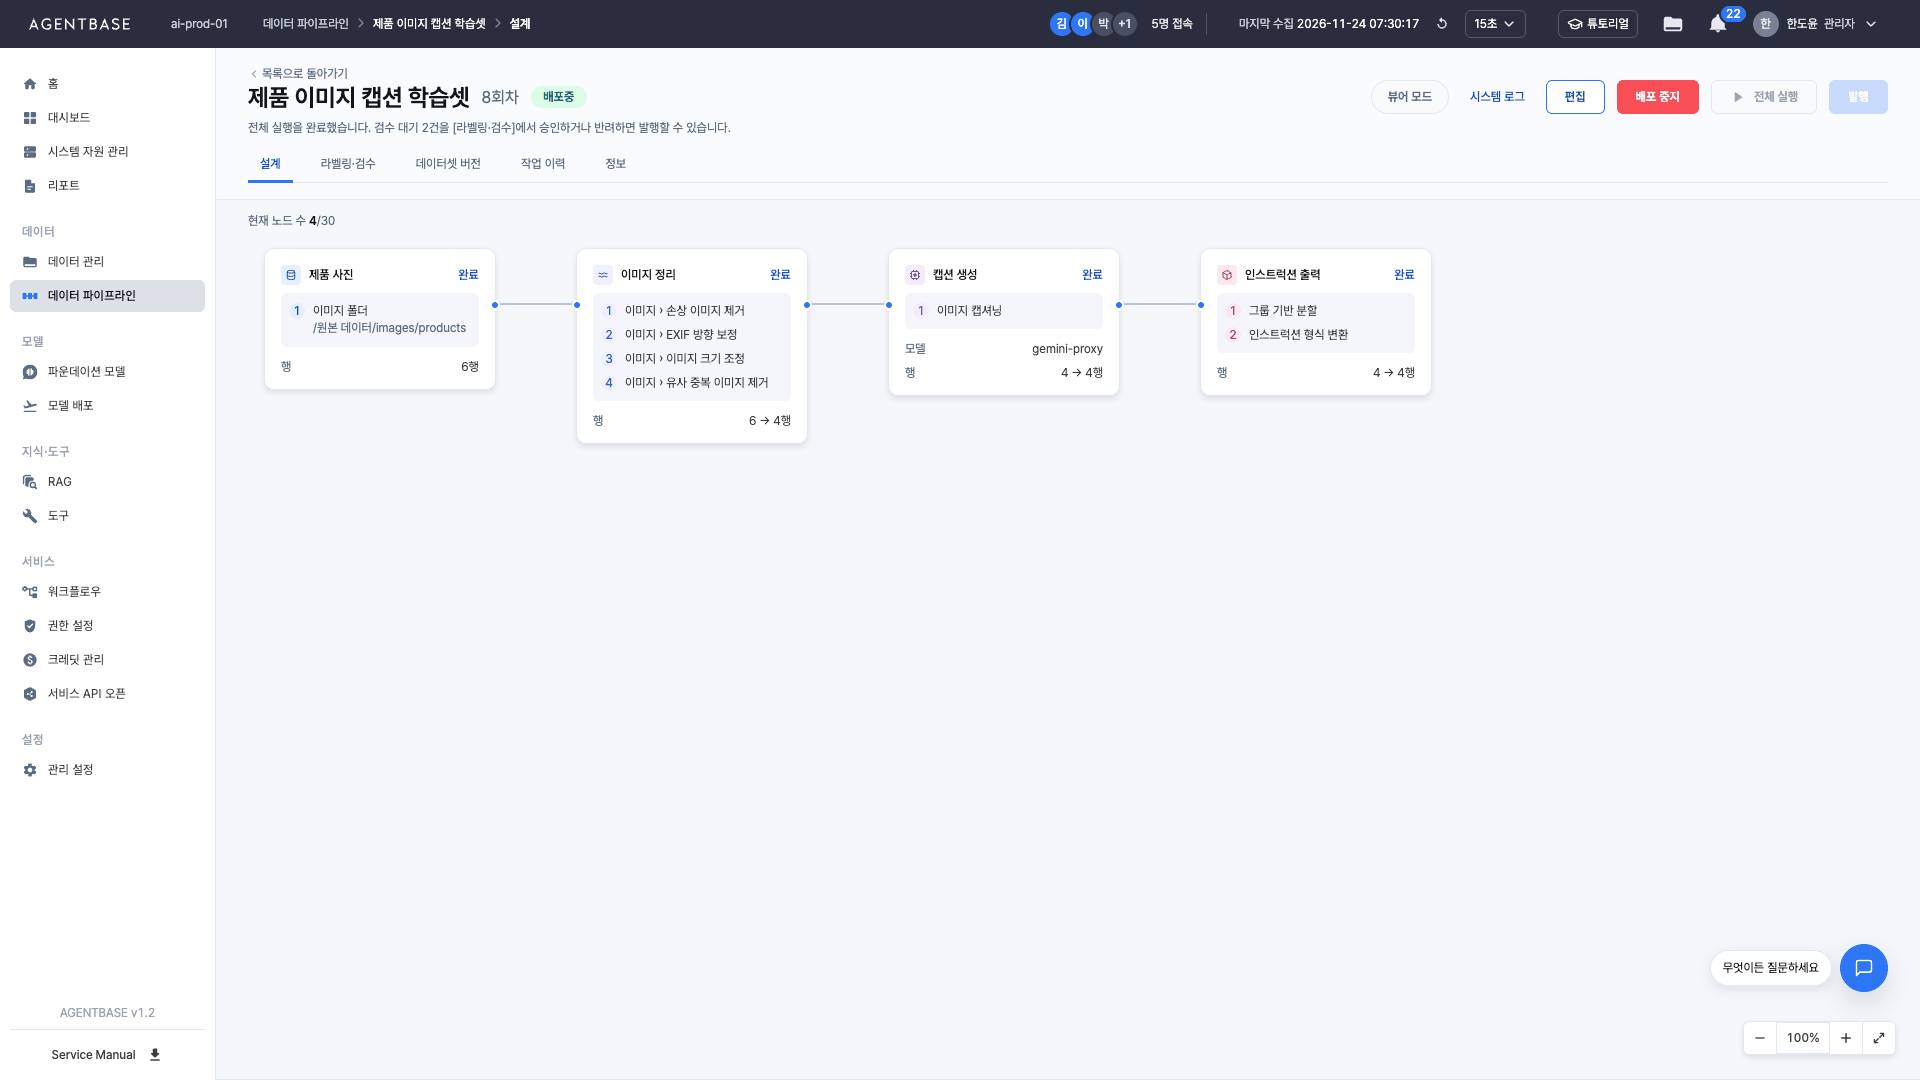 AGENTBASE
ai-prod-01
데이터 파이프라인 > 제품 이미지 캡션 학습셋 > 설계
김 이 박 +1 5명 접속
마지막 수집 2026-11-24 07:30:17
15초
튜토리얼
22
한 한도윤 관리자
홈
대시보드
시스템 자원 관리
리포트
데이터
데이터 관리
데이터 파이프라인
모델
파운데이션 모델
모델 배포
지식·도구
RAG
도구
서비스
워크플로우
권한 설정
크레딧 관리
서비스 API 오픈
설정
관리 설정
AGENTBASE v1.2
Service Manual
목록으로 돌아가기
제품 이미지 캡션 학습셋 8회차 배포중
전체 실행을 완료했습니다. 검수 대기 2건을 [라벨링·검수]에서 승인하거나 반려하면 발행할 수 있습니다.
뷰어 모드
시스템 로그
편집
배포 중지
전체 실행
발행
설계
라벨링·검수
데이터셋 버전
작업 이력
정보
현재 노드 수 4/30
제품 사진 완료
1 이미지 폴더
/원본 데이터/images/products
행 6행
이미지 정리 완료
1 이미지 › 손상 이미지 제거
2 이미지 › EXIF 방향 보정
3 이미지 › 이미지 크기 조정
4 이미지 › 유사 중복 이미지 제거
행 6 → 4행
캡션 생성 완료
1 이미지 캡셔닝
모델 gemini-proxy
행 4 → 4행
인스트럭션 출력 완료
1 그룹 기반 분할
2 인스트럭션 형식 변환
행 4 → 4행
무엇이든 질문하세요
100%